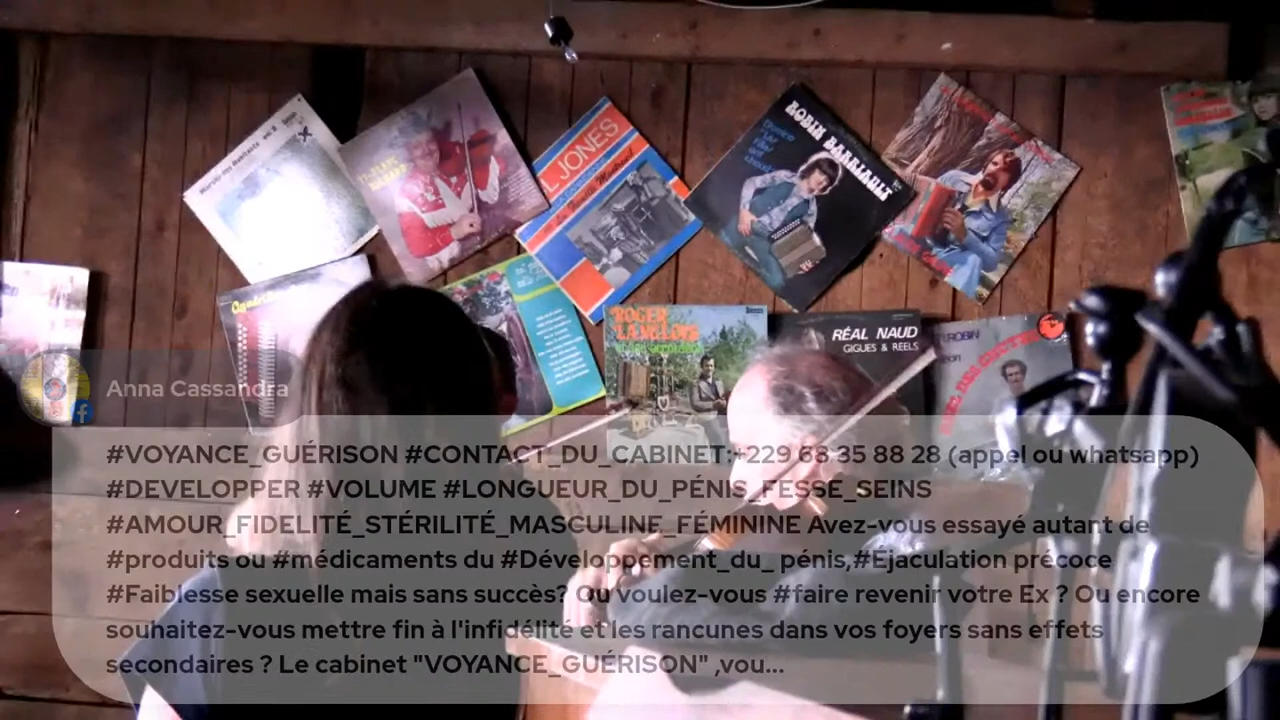 L JONES
ROBIN BARRIAULT
ROGER
LANGLOIS
RÉAL NAUD
GIGUES & REELS
ROBIN
Anna Cassandra
#VOYANCE_GUÉRISON #CONTACT_DU_CABINET:+229 68 35 88 28 (appel ou whatsapp)
#DEVELOPPER #VOLUME #LONGUEUR_DU_PÉNIS_FESSE_SEINS
#AMOUR_FIDELITÉ_STÉRILITÉ_MASCULINE_FÉMININE Avez-vous essayé autant de
#produits ou #médicaments du #Développement_du_ pénis,#Éjaculation précoce
#Faiblesse sexuelle mais sans succès? Ou voulez-vous #faire revenir votre Ex ? Ou encore
souhaitez-vous mettre fin à l'infidélité et les rancunes dans vos foyers sans effets
secondaires ? Le cabinet "VOYANCE_GUÉRISON" ,vou...